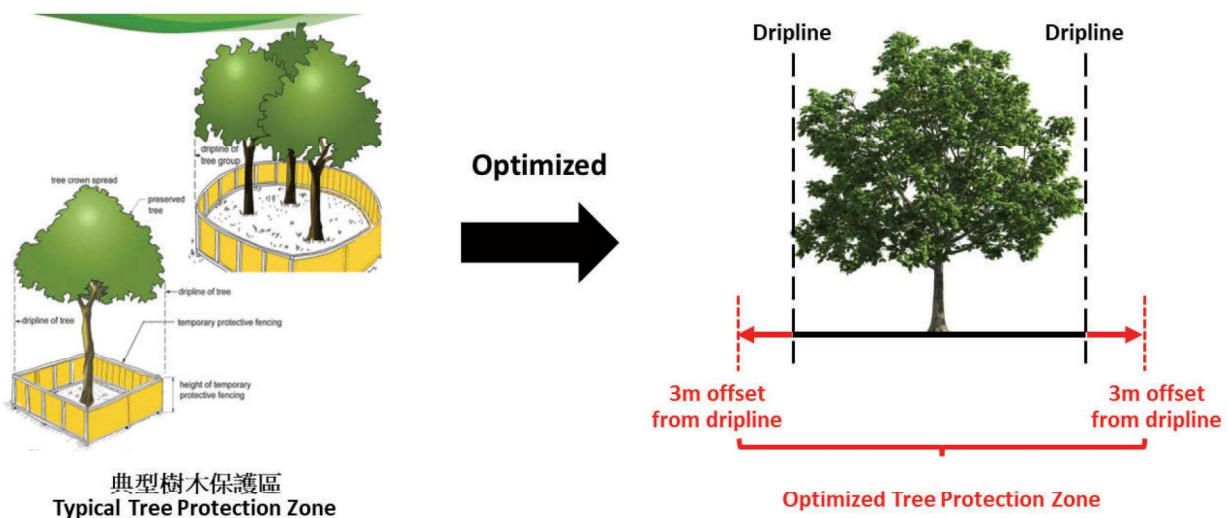 dripline of
tree group
tree crown spread
preserved
tree
dripline of tree
dripline of tree
temporary protective fencing
height of temporary
protective fencing
典型樹木保護區
Typical Tree Protection Zone
Optimized
Dripline
Dripline
3m offset
from dripline
3m offset
from dripline
Optimized Tree Protection Zone